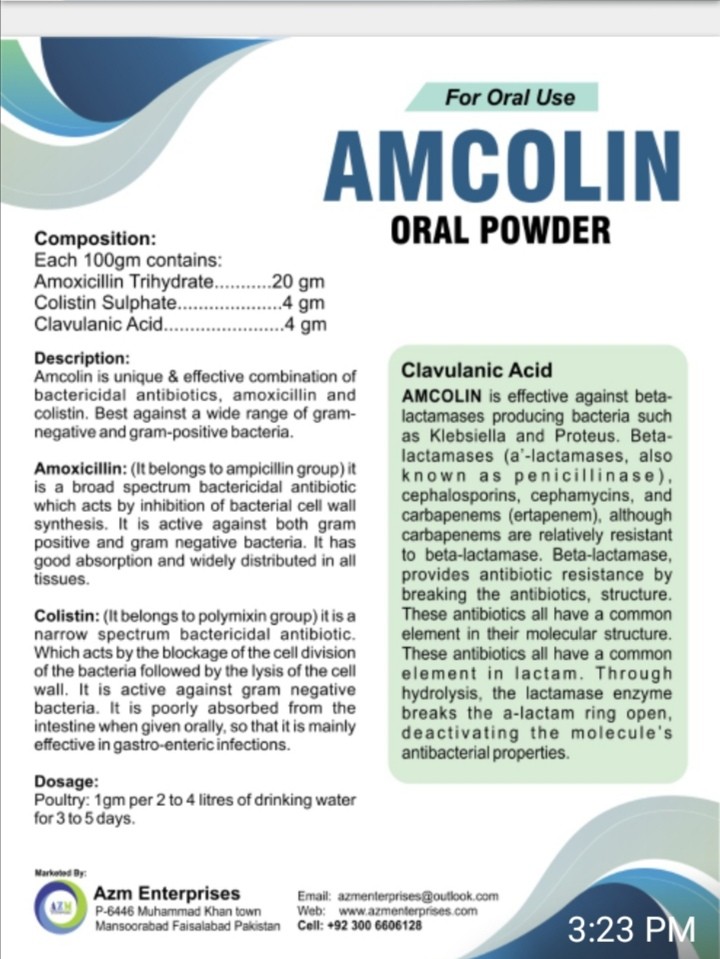 For Oral Use
AMCOLIN
ORAL POWDER
Composition:
Each 100gm contains:
Amoxicillin Trihydrate...........20 gm
Colistin Sulphate....................4 gm
Clavulanic Acid.......................4 gm
Description:
Amcolin is unique & effective combination of
bactericidal antibiotics, amoxicillin and
colistin. Best against a wide range of gram-
negative and gram-positive bacteria.
Amoxicillin: (It belongs to ampicillin group) it
is a broad spectrum bactericidal antibiotic
which acts by inhibition of bacterial cell wall
synthesis. It is active against both gram
positive and gram negative bacteria. It has
good absorption and widely distributed in all
tissues.
Colistin: (It belongs to polymixin group) it is a
narrow spectrum bactericidal antibiotic.
Which acts by the blockage of the cell division
of the bacteria followed by the lysis of the cell
wall. It is active against gram negative
bacteria. It is poorly absorbed from the
intestine when given orally, so that it is mainly
effective in gastro-enteric infections.
Dosage:
Poultry: 1gm per 2 to 4 litres of drinking water
for 3 to 5 days.
Clavulanic Acid
AMCOLIN is effective against beta-
lactamases producing bacteria such
as Klebsiella and Proteus. Beta-
lactamases (a'-lactamases, also
known as penicillinase),
cephalosporins, cephamycins, and
carbapenems (ertapenem), although
carbapenems are relatively resistant
to beta-lactamase. Beta-lactamase,
provides antibiotic resistance by
breaking the antibiotics, structure.
These antibiotics all have a common
element in their molecular structure.
These antibiotics all have a common
element in lactam. Through
hydrolysis, the lactamase enzyme
breaks the a-lactam ring open,
deactivating the molecule's
antibacterial properties.
Marketed By:
AZM
Azm Enterprises
P-6446 Muhammad Khan town
Mansoorabad Faisalabad Pakistan
Email: azmenterprises@outlook.com
Web: www.azmenterprises.com
Cell: +92 300 6606128
3:23 PM